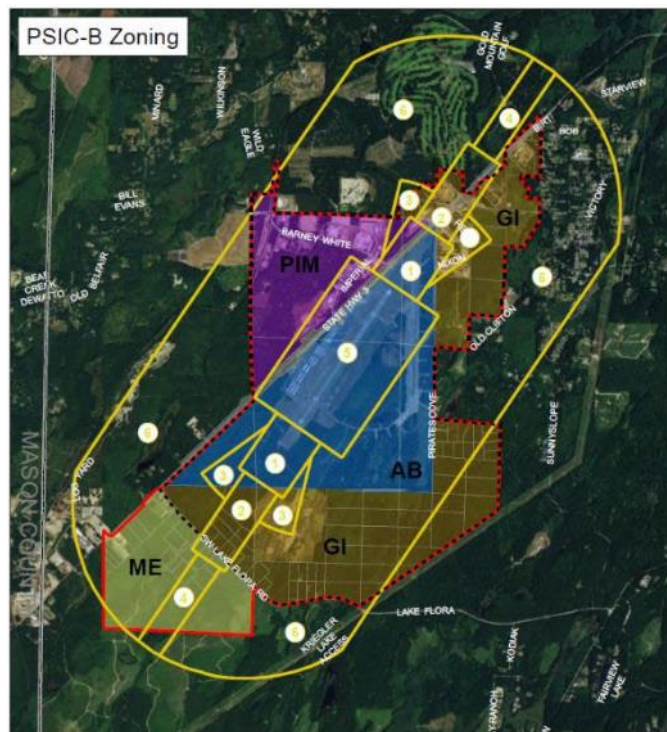 PSIC-B Zoning
GOLD
MOUNTAIN
GOLF
STARVIEW
WILKINSON
MINARD
WILD
EAGLE
6
4
BOB
VICTORY
BILL
EVANS
3
2
GI
BARNEY WHITE
PIM
IMPERIAL
STATE HWY 3
1
NIXON
6
OLD CLIFTON
BELFAIR
OLD
BEAR
CREEK
DEWATTO
5
SUNNYSLOPE
PIRATES COVE
6
MASON COUNTY
LOG YARD
3
1
AB
2
3
GI
ME
SW LAKE FLORA RD
4
6
LAKE FLORA
KRIEGLER
LAKE
ACCESS
KODIAK
FAIRVIEW
LAKE